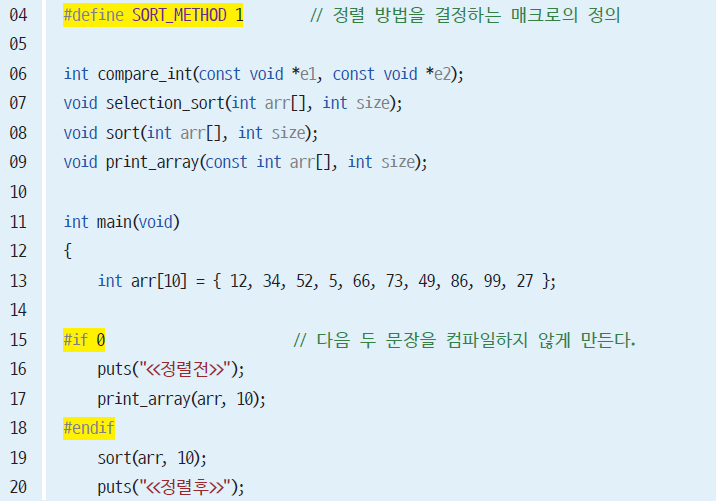 04 #define SORT_METHOD 1 // 정렬 방법을 결정하는 매크로의 정의
05
06 int compare_int(const void *e1, const void *e2);
07 void selection_sort(int arr[], int size);
08 void sort(int arr[], int size);
09 void print_array(const int arr[], int size);
10
11 int main(void)
12 {
13 int arr[10] = { 12, 34, 52, 5, 66, 73, 49, 86, 99, 27 };
14
15 #if 0 // 다음 두 문장을 컴파일하지 않게 만든다.
16 puts("<<정렬전>>");
17 print_array(arr, 10);
18 #endif
19 sort(arr, 10);
20 puts("<<정렬후>>");